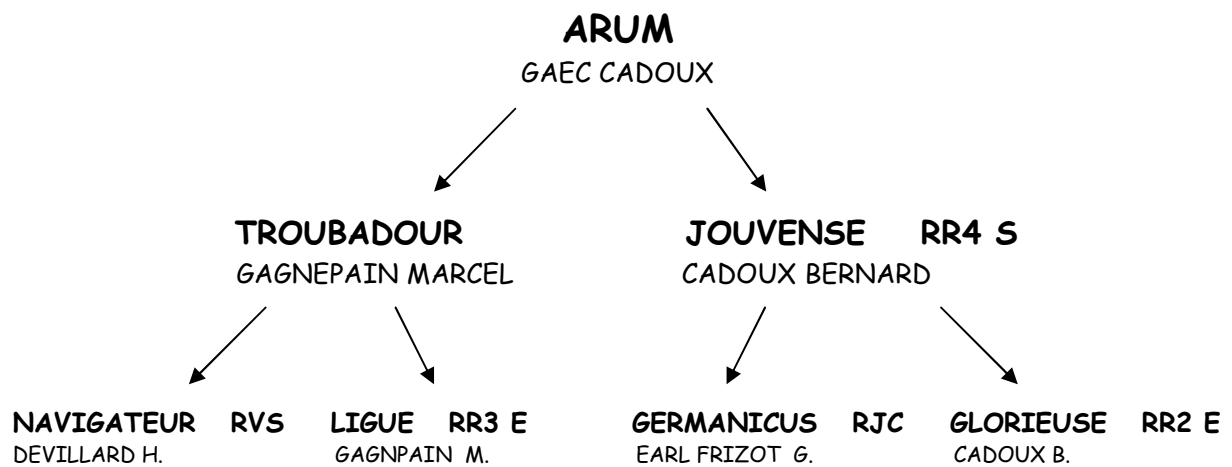 ARUM
GAEC CADOUX
TROUBADOUR JOUVENSE RR4 S
GAGNEPAIN MARCEL CADOUX BERNARD
NAVIGATEUR RVS LIGUE RR3 E GERMANICUS RJC GLORIEUSE RR2 E
DEVILLARD H. GAGNPAIN M. EARL FRIZOT G. CADOUX B.